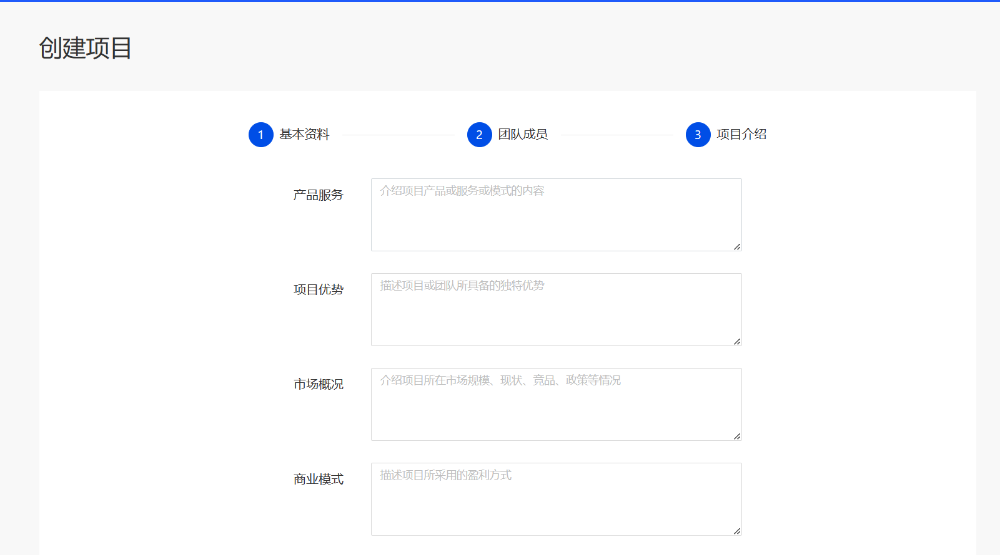 创建项目
1 基本资料 2 团队成员 3 项目介绍
产品服务 介绍项目产品或服务或模式的内容
项目优势 描述项目或团队所具备的独特优势
市场概况 介绍项目所在市场规模、现状、竞品、政策等情况
商业模式 描述项目所采用的盈利方式